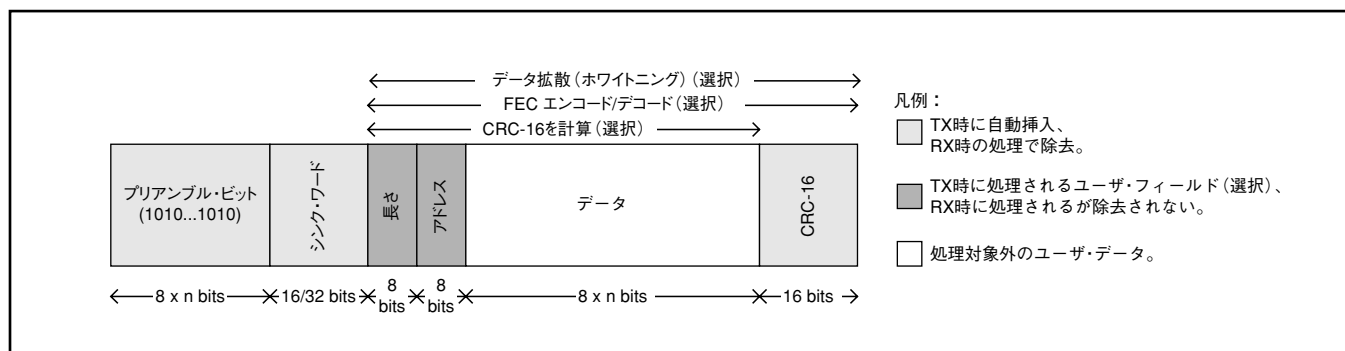 データ拡散(ホワイトニング)(選択)
FEC エンコード/デコード(選択)
CRC-16を計算(選択)
プリアンブル・ビット
(1010...1010)
シンク・ワード
長さ
アドレス
データ
CRC-16
8 x n bits
16/32 bits
8
bits
8
bits
8 x n bits
16 bits
凡例:
TX時に自動挿入、
RX時の処理で除去。
TX時に処理されるユーザ・フィールド(選択)、
RX時に処理されるが除去されない。
処理対象外のユーザ・データ。